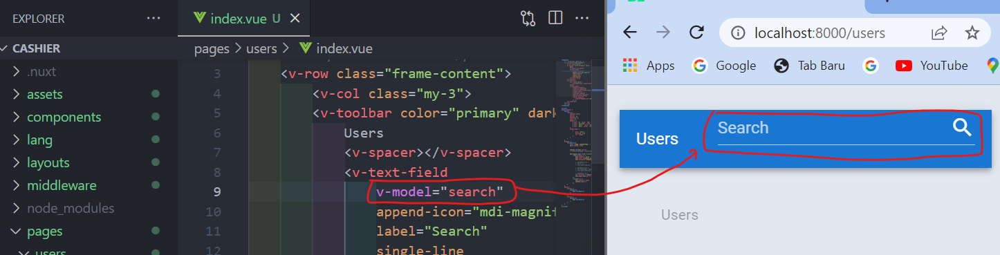 EXPLORER
CASHIER
.nuxt
assets
components
lang
layouts
middleware
node_modules
pages
users
index.vue U
pages > users > index.vue
3 <v-row class="frame-content">
4 <v-col class="my-3">
5 <v-toolbar color="primary" dark
6 Users
7 <v-spacer></v-spacer>
8 <v-text-field
9 v-model="search"
10 append-icon="mdi-magnif
11 label="Search"
12 single-line
localhost:8000/users
Apps Google Tab Baru YouTube
Users Search
Users